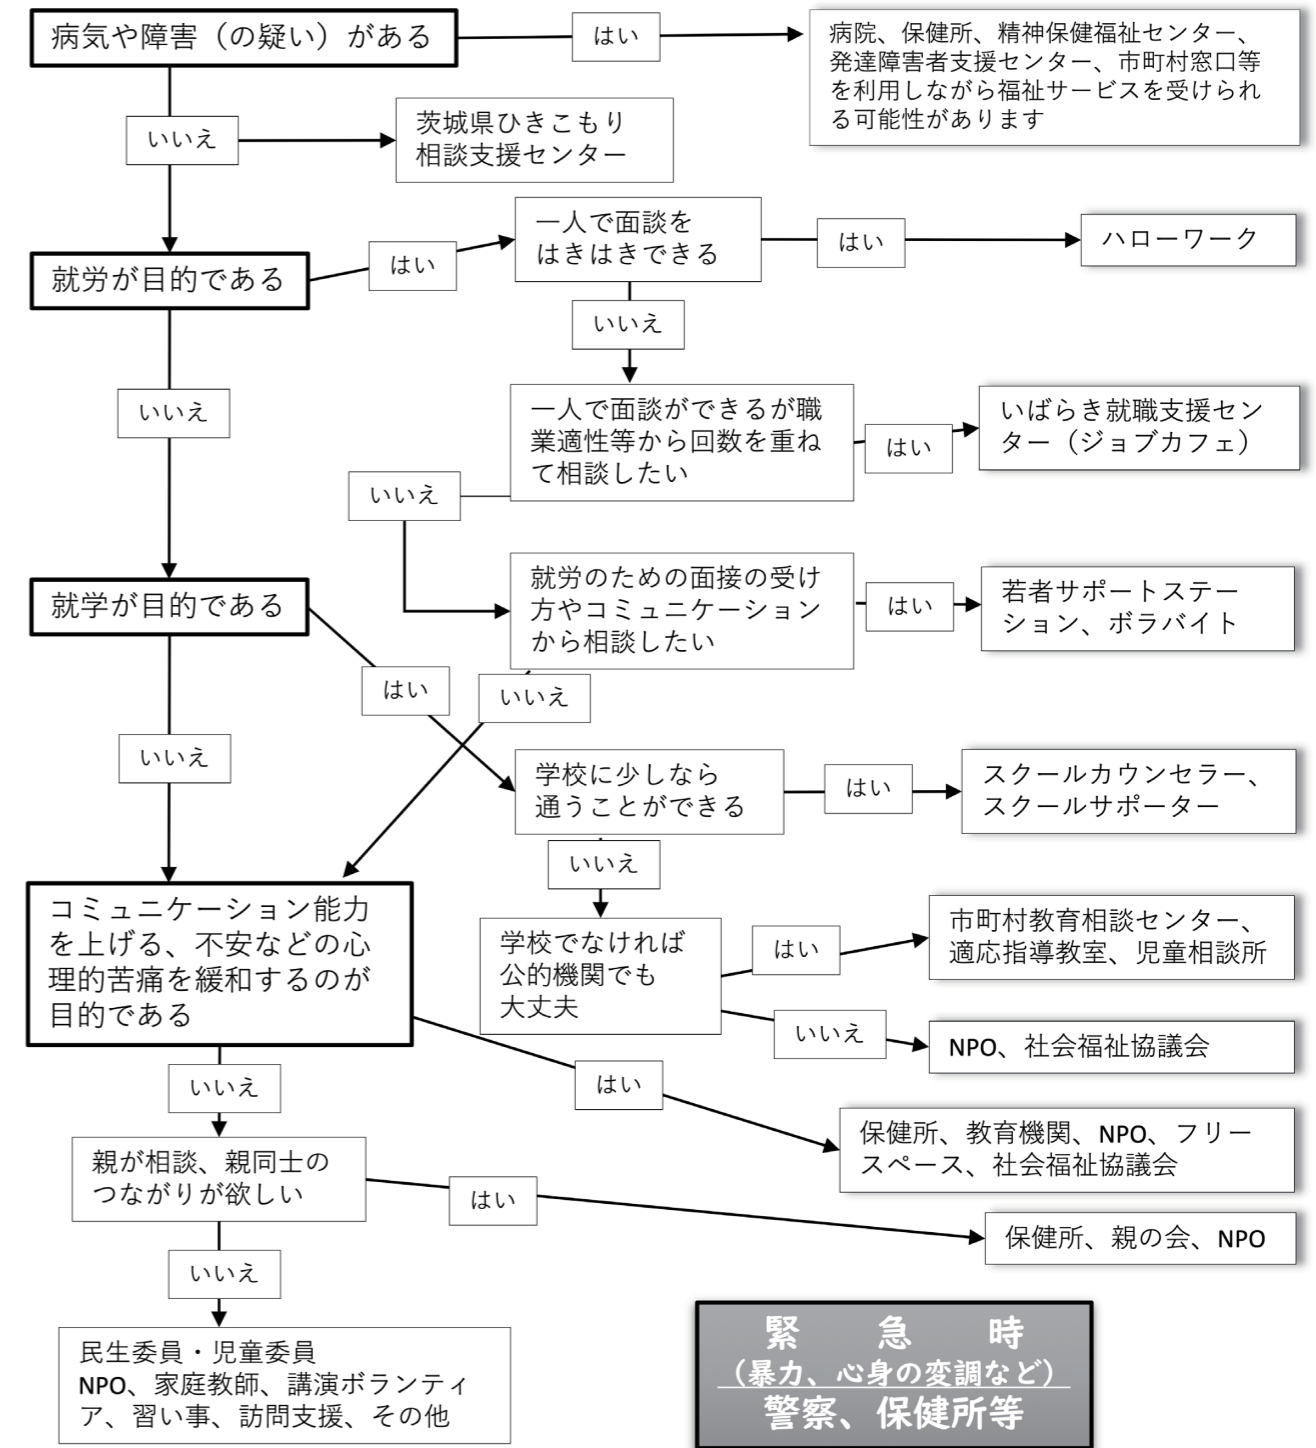 病気や障害（の疑い）がある
はい
病院、保健所、精神保健福祉センター、
発達障害者支援センター、市町村窓口等
を利用しながら福祉サービスを受けられ
る可能性があります
いいえ
茨城県ひきこもり
相談支援センター
就労が目的である
はい
一人で面談を
はきはきできる
はい
ハローワーク
いいえ
いいえ
一人で面談ができるが職
業適性等から回数を重ね
て相談したい
はい
いばらき就職支援セン
ター（ジョブカフェ）
いいえ
就労のための面接の受け
方やコミュニケーション
から相談したい
はい
若者サポートステー
ション、ボラバイト
就学が目的である
はい
いいえ
いいえ
学校に少しなら
通うことができる
はい
スクールカウンセラー、
スクールサポーター
いいえ
学校でなければ
公的機関でも
大丈夫
はい
市町村教育相談センター、
適応指導教室、児童相談所
いいえ
NPO、社会福祉協議会
コミュニケーション能力
を上げる、不安などの心
理的苦痛を緩和するのが
目的である
はい
保健所、教育機関、NPO、フリー
スペース、社会福祉協議会
いいえ
親が相談、親同士の
つながりが欲しい
はい
保健所、親の会、NPO
いいえ
民生委員・児童委員
NPO、家庭教師、講演ボランティ
ア、習い事、訪問支援、その他
緊　急　時
（暴力、心身の変調など）
警察、保健所等